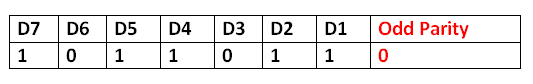 D7 D6 D5 D4 D3 D2 D1 Odd Parity
1 0 1 1 0 1 1 0